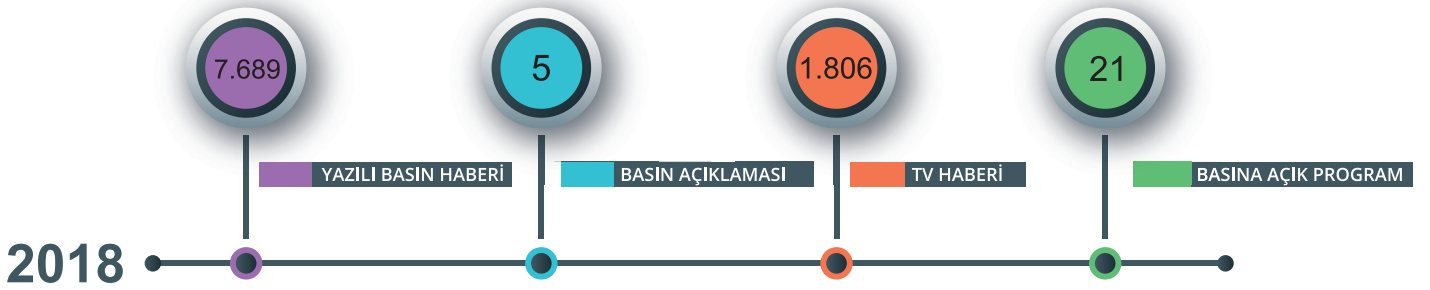 7.689
5
1.806
21
YAZILI BASIN HABERİ
BASIN AÇIKLAMASI
TV HABERİ
BASINA AÇIK PROGRAM
2018